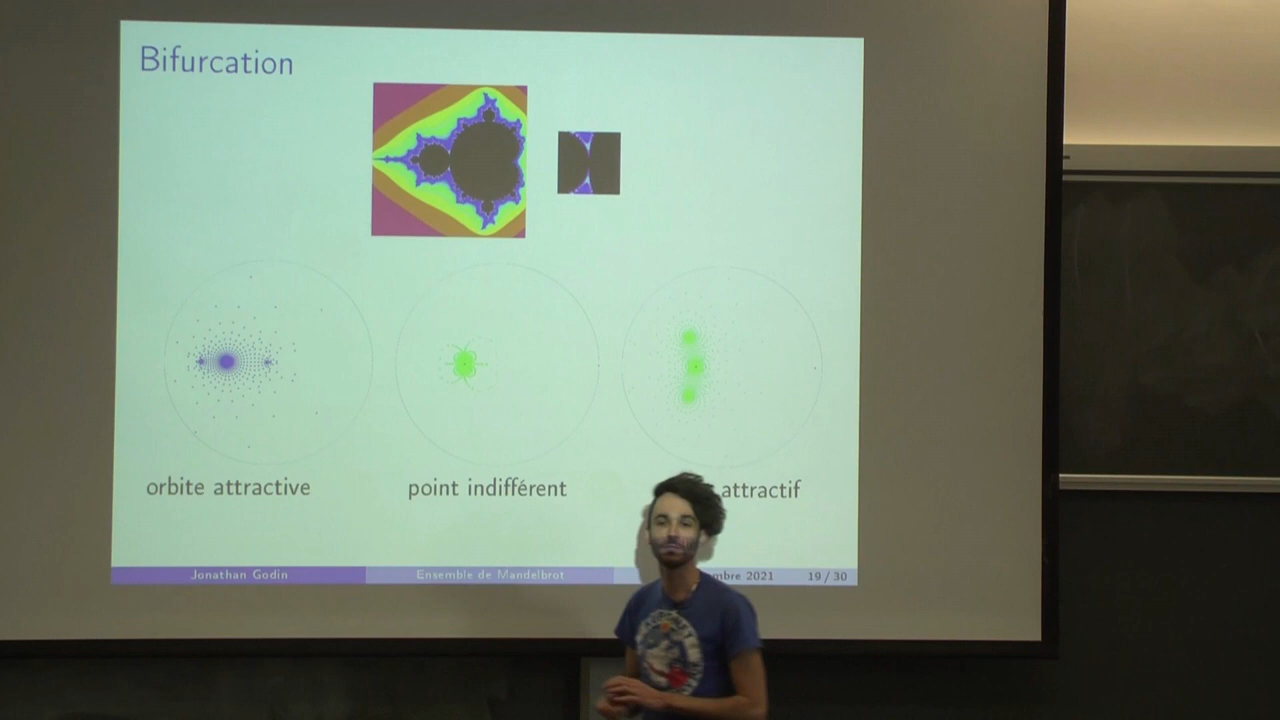 Bifurcation
orbite attractive
point indifférent
attractif
Jonathan Godin
Ensemble de Mandelbrot
mbre 2021
19 / 30